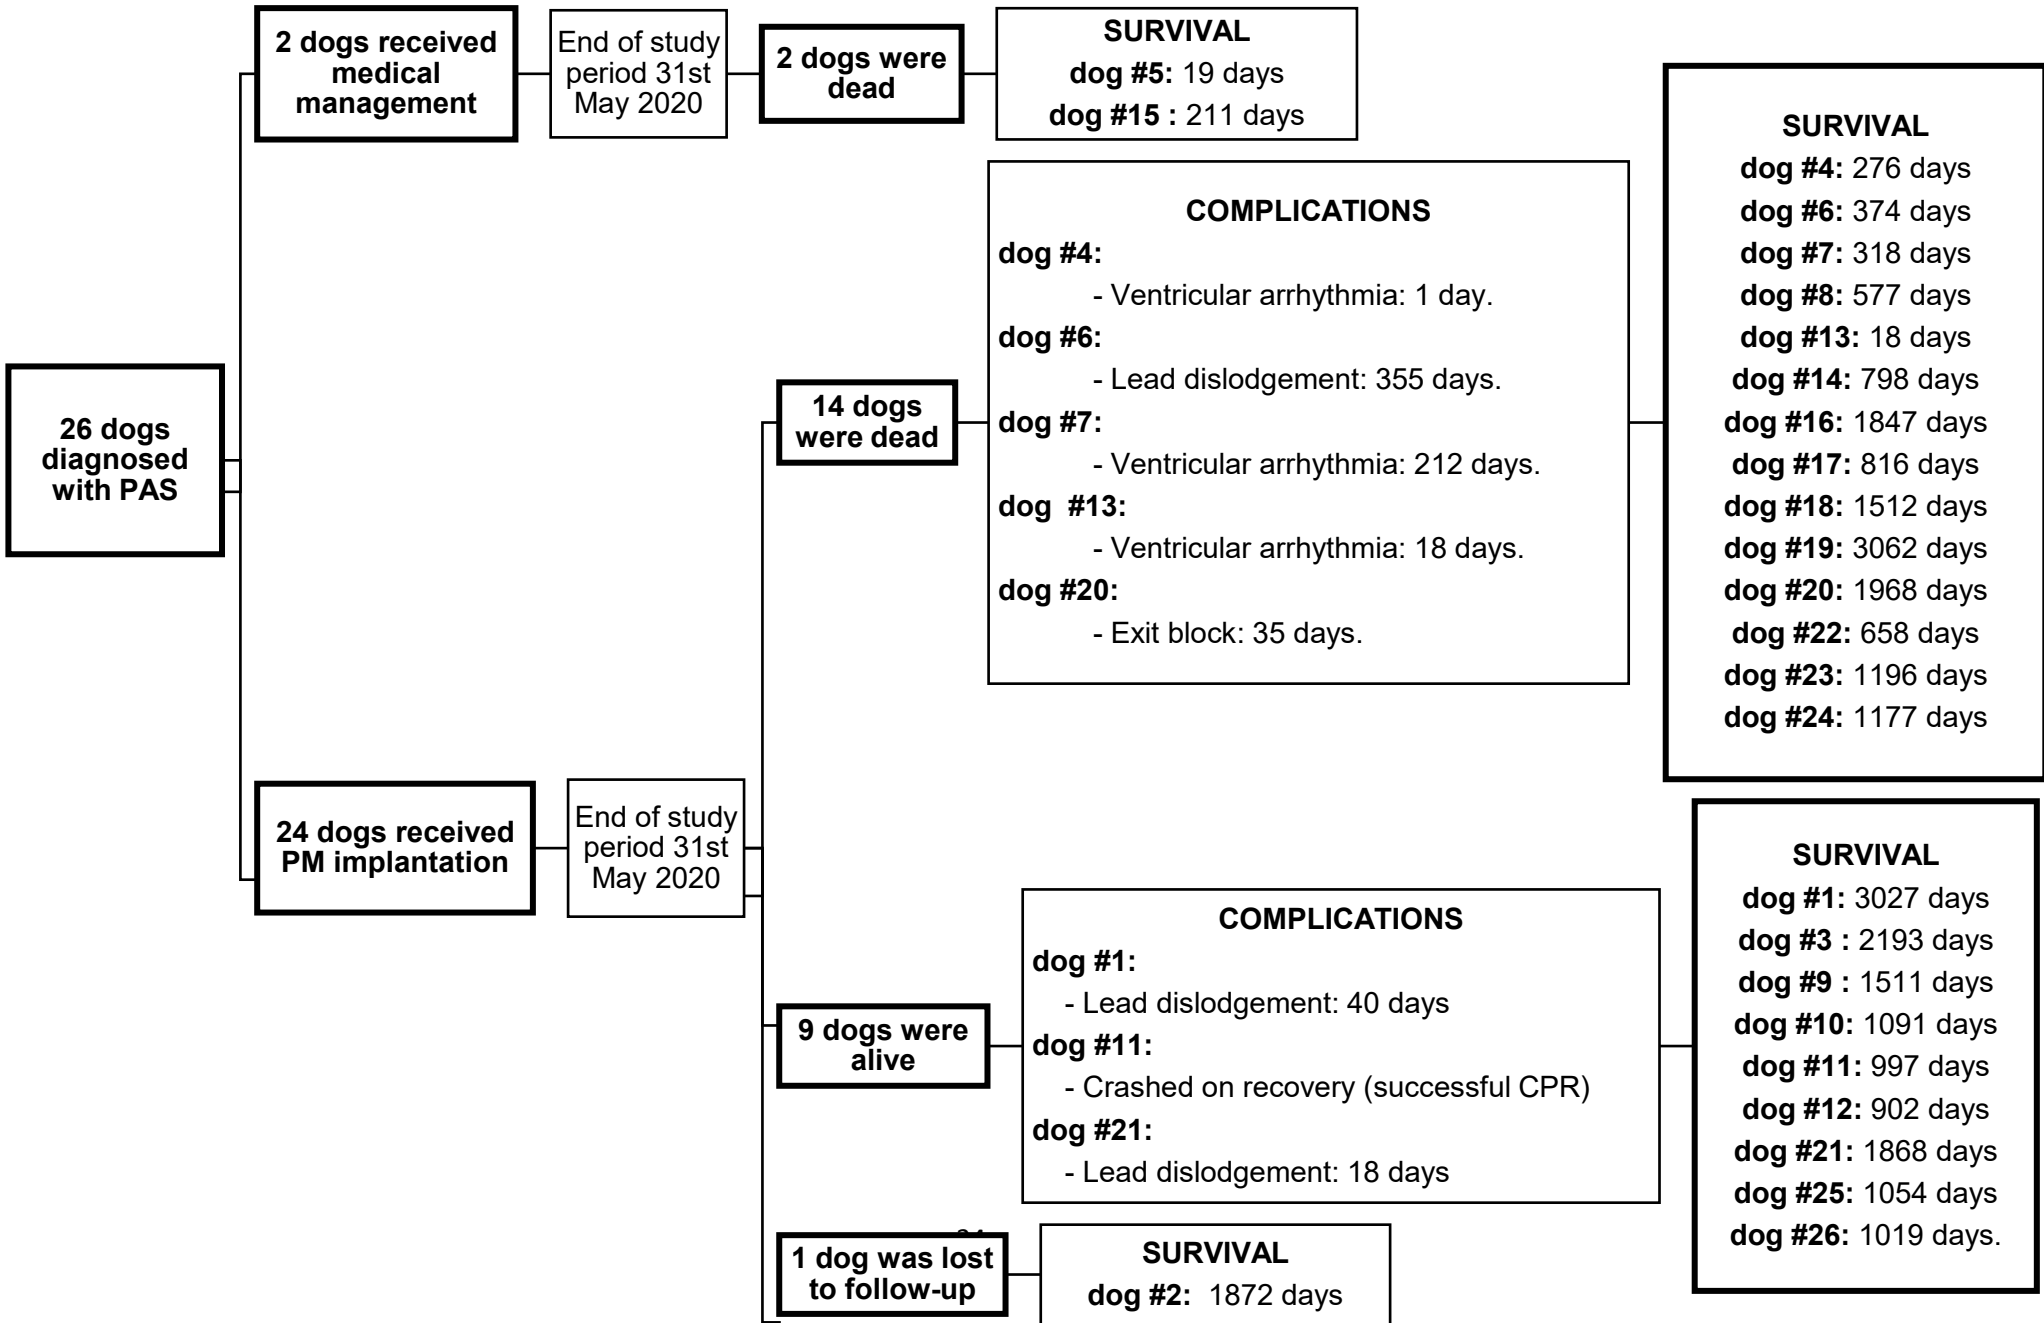 26 dogs
diagnosed
with PAS
2 dogs received
medical
management
End of study
period 31st
May 2020
2 dogs were
dead
SURVIVAL
dog #5: 19 days
dog #15 : 211 days
24 dogs received
PM implantation
End of study
period 31st
May 2020
14 dogs
were dead
COMPLICATIONS
dog #4:
- Ventricular arrhythmia: 1 day.
dog #6:
- Lead dislodgement: 355 days.
dog #7:
- Ventricular arrhythmia: 212 days.
dog #13:
- Ventricular arrhythmia: 18 days.
dog #20:
- Exit block: 35 days.
SURVIVAL
dog #4: 276 days
dog #6: 374 days
dog #7: 318 days
dog #8: 577 days
dog #13: 18 days
dog #14: 798 days
dog #16: 1847 days
dog #17: 816 days
dog #18: 1512 days
dog #19: 3062 days
dog #20: 1968 days
dog #22: 658 days
dog #23: 1196 days
dog #24: 1177 days
9 dogs were
alive
COMPLICATIONS
dog #1:
- Lead dislodgement: 40 days
dog #11:
- Crashed on recovery (successful CPR)
dog #21:
- Lead dislodgement: 18 days
SURVIVAL
dog #1: 3027 days
dog #3 : 2193 days
dog #9 : 1511 days
dog #10: 1091 days
dog #11: 997 days
dog #12: 902 days
dog #21: 1868 days
dog #25: 1054 days
dog #26: 1019 days.
1 dog was lost
to follow-up
SURVIVAL
dog #2: 1872 days